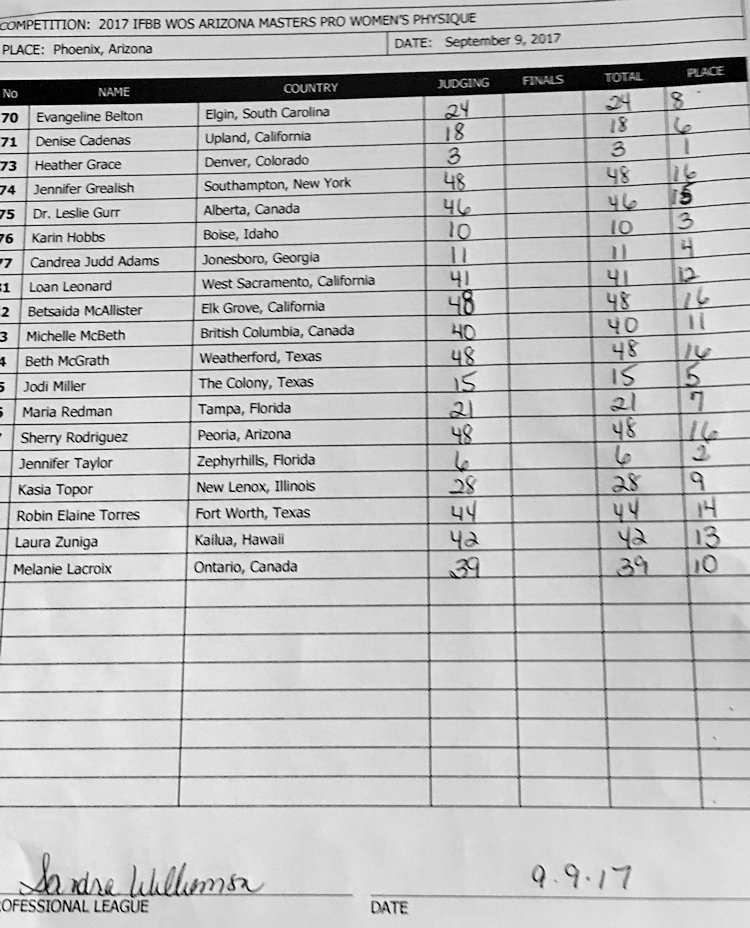 COMPETITION: 2017 IFBB WOS ARIZONA MASTERS PRO WOMEN'S PHYSIQUE
PLACE: Phoenix, Arizona DATE: September 9, 2017
No NAME COUNTRY JUDGING FINALS TOTAL PLACE
70 Evangeline Belton Elgin, South Carolina 24 24 8
71 Denise Cadenas Upland, California 18 18 6
73 Heather Grace Denver, Colorado 3 3 1
74 Jennifer Grealish Southampton, New York 48 48 16
75 Dr. Leslie Gurr Alberta, Canada 46 46 15
76 Karin Hobbs Boise, Idaho 10 10 3
77 Candrea Judd Adams Jonesboro, Georgia 11 11 4
1 Loan Leonard West Sacramento, California 41 41 12
2 Betsaida McAllister Elk Grove, California 48 48 16
3 Michelle McBeth British Columbia, Canada 40 40 11
4 Beth McGrath Weatherford, Texas 48 48 16
5 Jodi Miller The Colony, Texas 15 15 5
Maria Redman Tampa, Florida 21 21 7
Sherry Rodriguez Peoria, Arizona 48 48 16
Jennifer Taylor Zephyrhills, Florida 6 6 2
Kasia Topor New Lenox, Illinois 28 28 9
Robin Elaine Torres Fort Worth, Texas 44 44 14
Laura Zuniga Kailua, Hawaii 42 42 13
Melanie Lacroix Ontario, Canada 39 39 10
Sandra Williamson 9.9.17
OFESSIONAL LEAGUE DATE